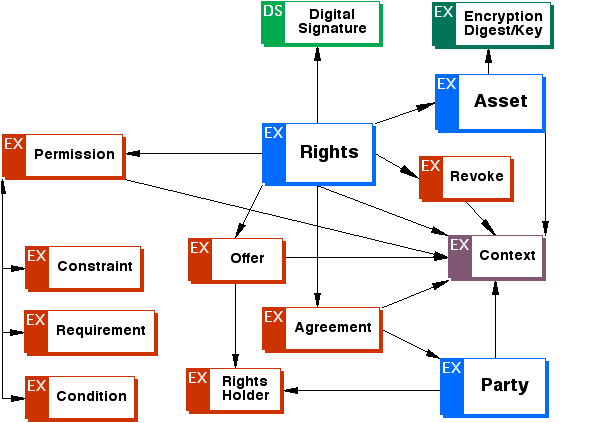 DS
Digital
Signature
EX
Encryption
Digest/Key
EX
Asset
EX
Rights
EX
Permission
EX
Revoke
EX
Offer
EX
Context
EX
Constraint
EX
Agreement
EX
Requirement
EX
Rights
Holder
EX
Party
EX
Condition